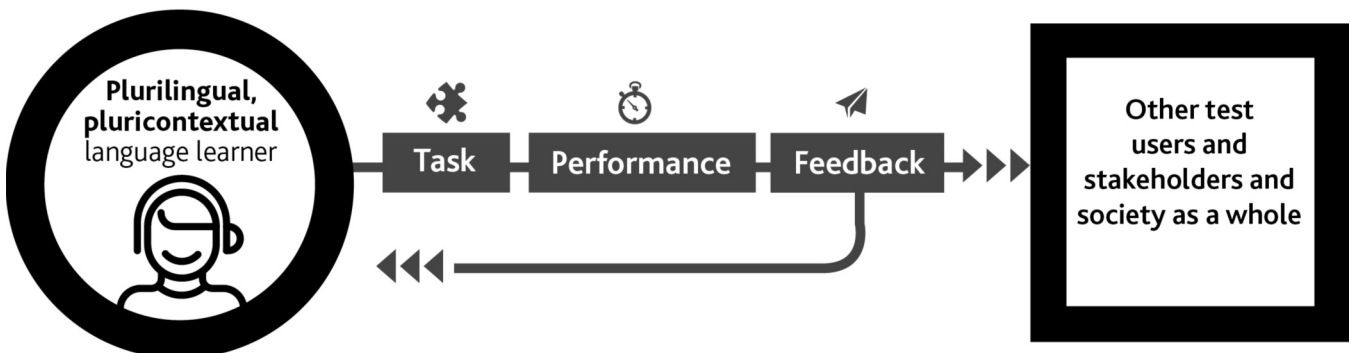 Plurilingual,
pluricontextual
language learner
Task
Performance
Feedback
Other test
users and
stakeholders and
society as a whole